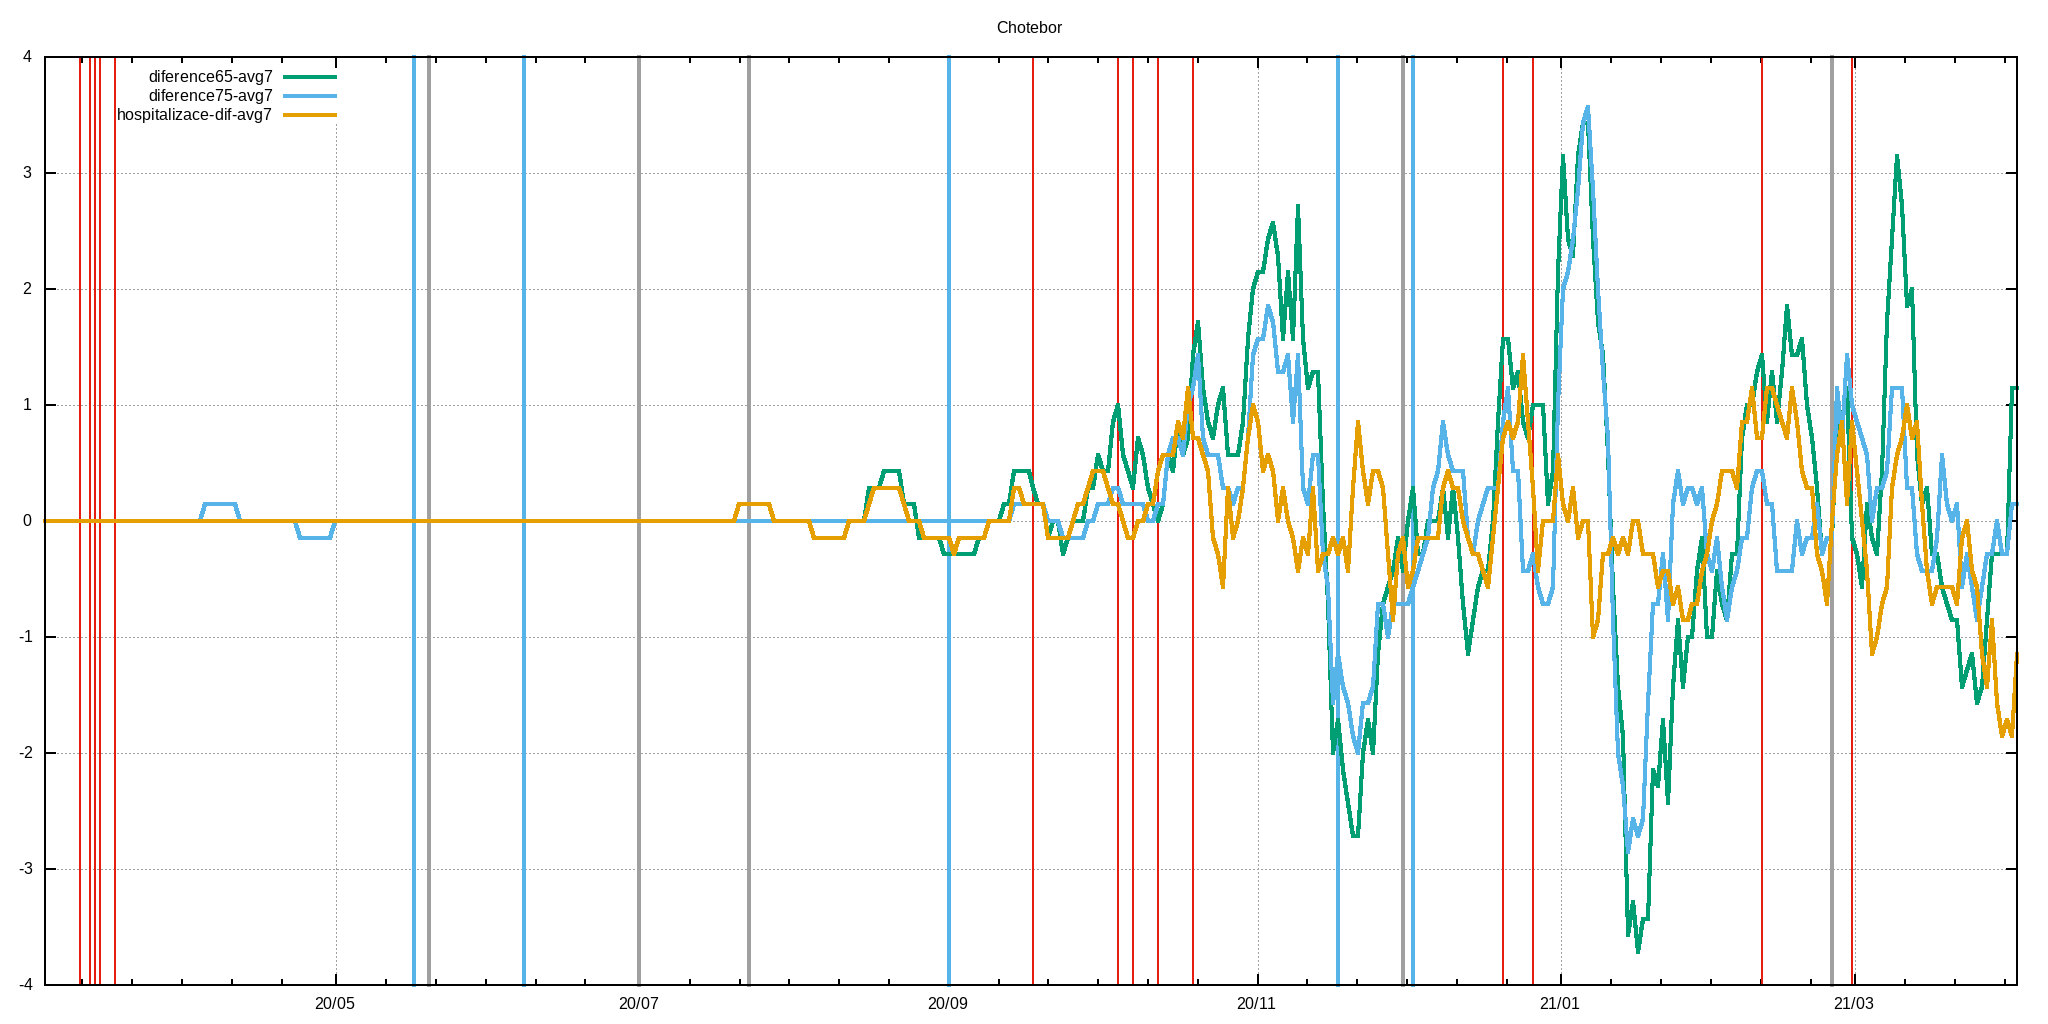 Chotebor
diference65-avg7
diference75-avg7
hospitalizace-dif-avg7
4
3
2
1
0
-1
-2
-3
-4
20/05 20/07 20/09 20/11 21/01 21/03